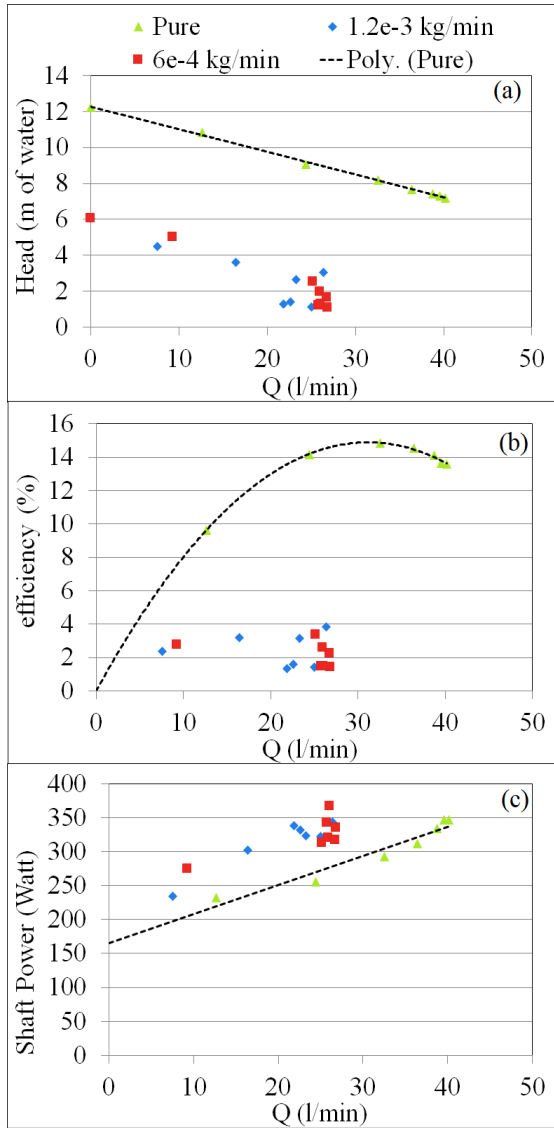 Pure
1.2e-3 kg/min
6e-4 kg/min
Poly. (Pure)
(a)
Head (m of water)
14
12
10
8
6
4
2
0
0 10 20 30 40 50
Q (l/min)
(b)
efficiency (%)
16
14
12
10
8
6
4
2
0
0 10 20 30 40 50
Q (l/min)
(c)
Shaft Power (Watt)
400
350
300
250
200
150
100
50
0
0 10 20 30 40 50
Q (l/min)